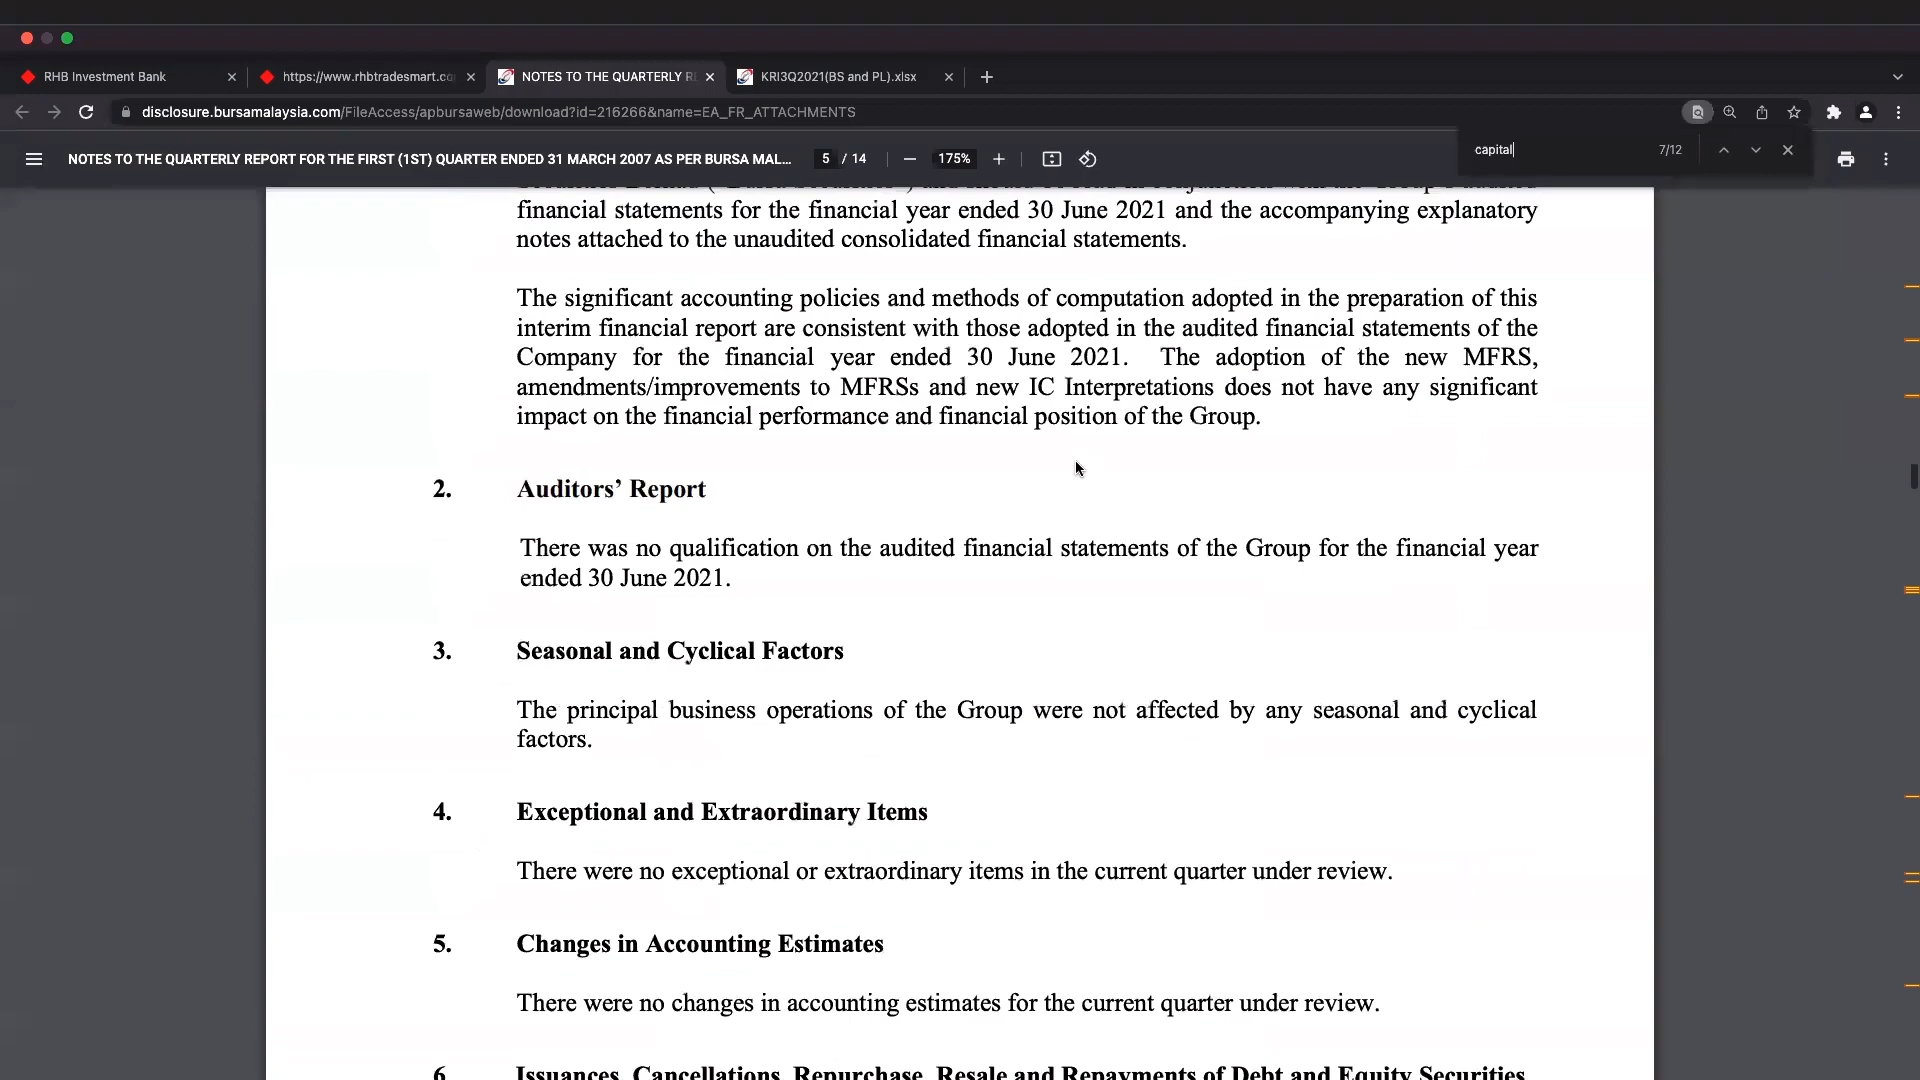 RHB Investment Bank
https://www.rhbtradesmart.co
NOTES TO THE QUARTERLY R
KRI3Q2021(BS and PL).xlsx
disclosure.bursamalaysia.com/FileAccess/apbursaweb/download?id=216266&name=EA_FR_ATTACHMENTS
NOTES TO THE QUARTERLY REPORT FOR THE FIRST (1ST) QUARTER ENDED 31 MARCH 2007 AS PER BURSA MAL...
5 / 14
175%
capital
7/12
financial statements for the financial year ended 30 June 2021 and the accompanying explanatory
notes attached to the unaudited consolidated financial statements.
The significant accounting policies and methods of computation adopted in the preparation of this
interim financial report are consistent with those adopted in the audited financial statements of the
Company for the financial year ended 30 June 2021. The adoption of the new MFRS,
amendments/improvements to MFRSs and new IC Interpretations does not have any significant
impact on the financial performance and financial position of the Group.
2. Auditors’ Report
There was no qualification on the audited financial statements of the Group for the financial year
ended 30 June 2021.
3. Seasonal and Cyclical Factors
The principal business operations of the Group were not affected by any seasonal and cyclical
factors.
4. Exceptional and Extraordinary Items
There were no exceptional or extraordinary items in the current quarter under review.
5. Changes in Accounting Estimates
There were no changes in accounting estimates for the current quarter under review.
6. Issuances, Cancellations, Repurchase, Resale and Repayments of Debt and Equity Securities